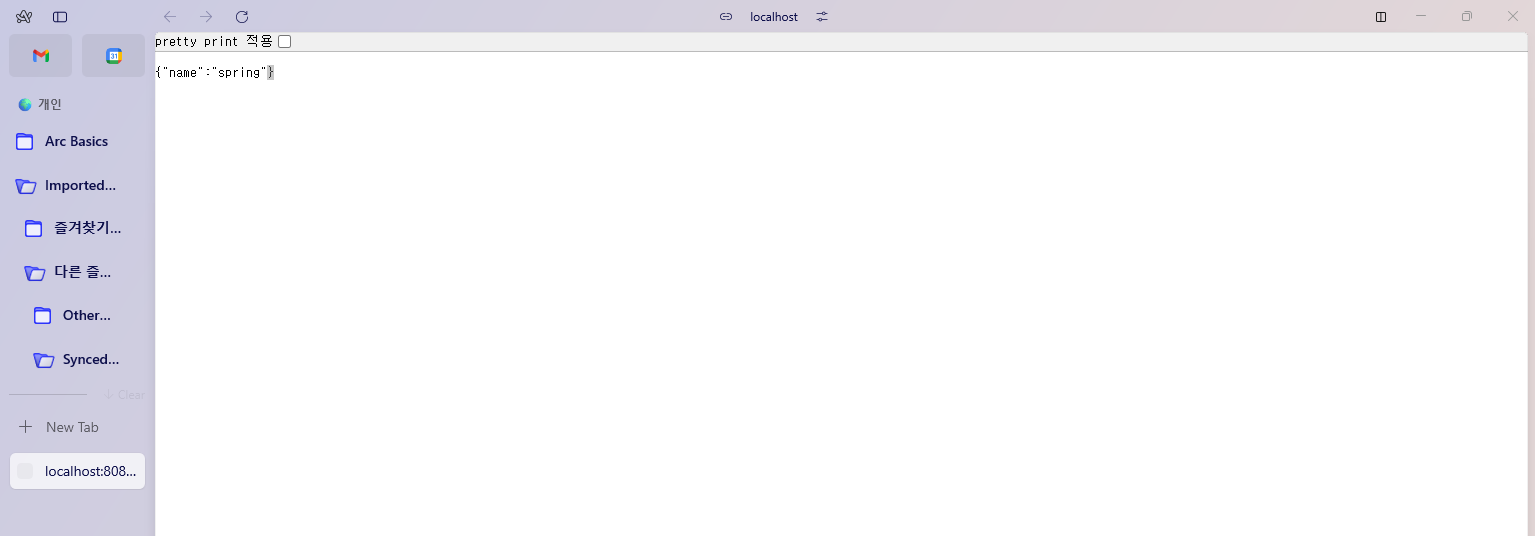 localhost
31
pretty print 적용
{"name":"spring"}
개인
Arc Basics
Imported...
즐겨찾기...
다른 즐...
Other...
Synced...
↓ Clear
New Tab
localhost:808...